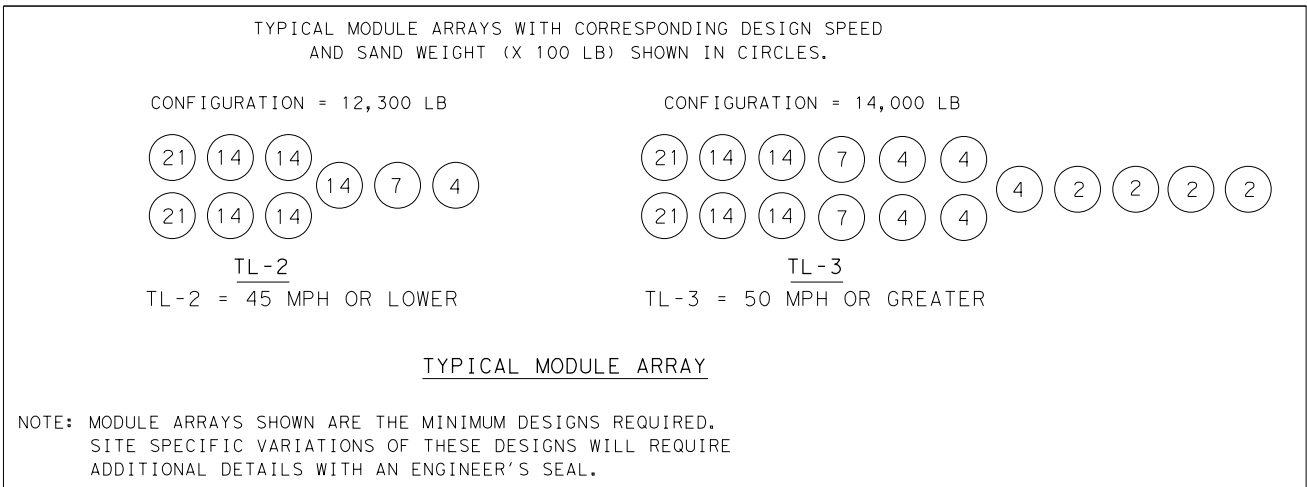 TYPICAL MODULE ARRAYS WITH CORRESPONDING DESIGN SPEED
AND SAND WEIGHT (X 100 LB) SHOWN IN CIRCLES.
CONFIGURATION = 12,300 LB
21 14 14
14 7 4
21 14 14
TL-2
TL-2 = 45 MPH OR LOWER
CONFIGURATION = 14,000 LB
21 14 14 7 4 4
4 2 2 2 2
21 14 14 7 4 4
TL-3
TL-3 = 50 MPH OR GREATER
TYPICAL MODULE ARRAY
NOTE: MODULE ARRAYS SHOWN ARE THE MINIMUM DESIGNS REQUIRED.
SITE SPECIFIC VARIATIONS OF THESE DESIGNS WILL REQUIRE
ADDITIONAL DETAILS WITH AN ENGINEER'S SEAL.